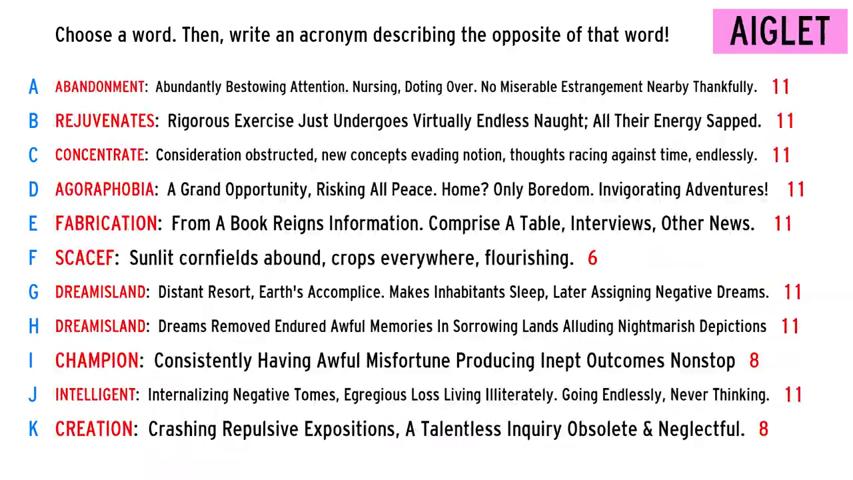 Choose a word. Then, write an acronym describing the opposite of that word!
AIGLET
A ABANDONMENT: Abundantly Bestowing Attention. Nursing, Doting Over. No Miserable Estrangement Nearby Thankfully. 11
B REJUVENATES: Rigorous Exercise Just Undergoes Virtually Endless Naught; All Their Energy Sapped. 11
C CONCENTRATE: Consideration obstructed, new concepts evading notion, thoughts racing against time, endlessly. 11
D AGORAPHOBIA: A Grand Opportunity, Risking All Peace. Home? Only Boredom. Invigorating Adventures! 11
E FABRICATION: From A Book Reigns Information. Comprise A Table, Interviews, Other News. 11
F SCACEF: Sunlit cornfields abound, crops everywhere, flourishing. 6
G DREAMISLAND: Distant Resort, Earth's Accomplice. Makes Inhabitants Sleep, Later Assigning Negative Dreams. 11
H DREAMISLAND: Dreams Removed Endured Awful Memories In Sorrowing Lands Alluding Nightmarish Depictions 11
I CHAMPION: Consistently Having Awful Misfortune Producing Inept Outcomes Nonstop 8
J INTELLIGENT: Internalizing Negative Tomes, Egregious Loss Living Illiterately. Going Endlessly, Never Thinking. 11
K CREATION: Crashing Repulsive Expositions, A Talentless Inquiry Obsolete & Neglectful. 8